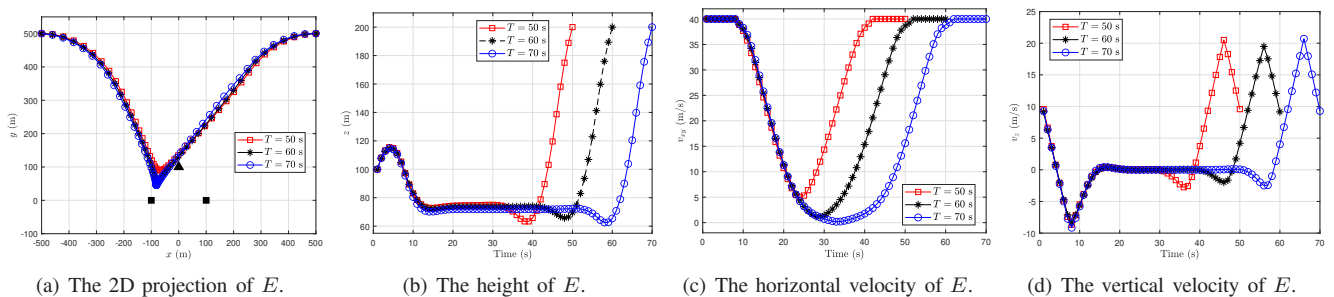 500
400
300
200
100
0
-100
y (m)
-500 -400 -300 -200 -100 0 100 200 300 400 500
x (m)
T = 50 s
T = 60 s
T = 70 s
(a) The 2D projection of E.
200
180
160
140
120
100
80
60
z (m)
0 10 20 30 40 50 60 70
Time (s)
T = 50 s
T = 60 s
T = 70 s
(b) The height of E.
40
35
30
25
20
15
10
5
0
v_xy (m/s)
0 10 20 30 40 50 60 70
Time (s)
T = 50 s
T = 60 s
T = 70 s
(c) The horizontal velocity of E.
25
20
15
10
5
0
-5
-10
v_z (m/s)
0 10 20 30 40 50 60 70
Time (s)
T = 50 s
T = 60 s
T = 70 s
(d) The vertical velocity of E.